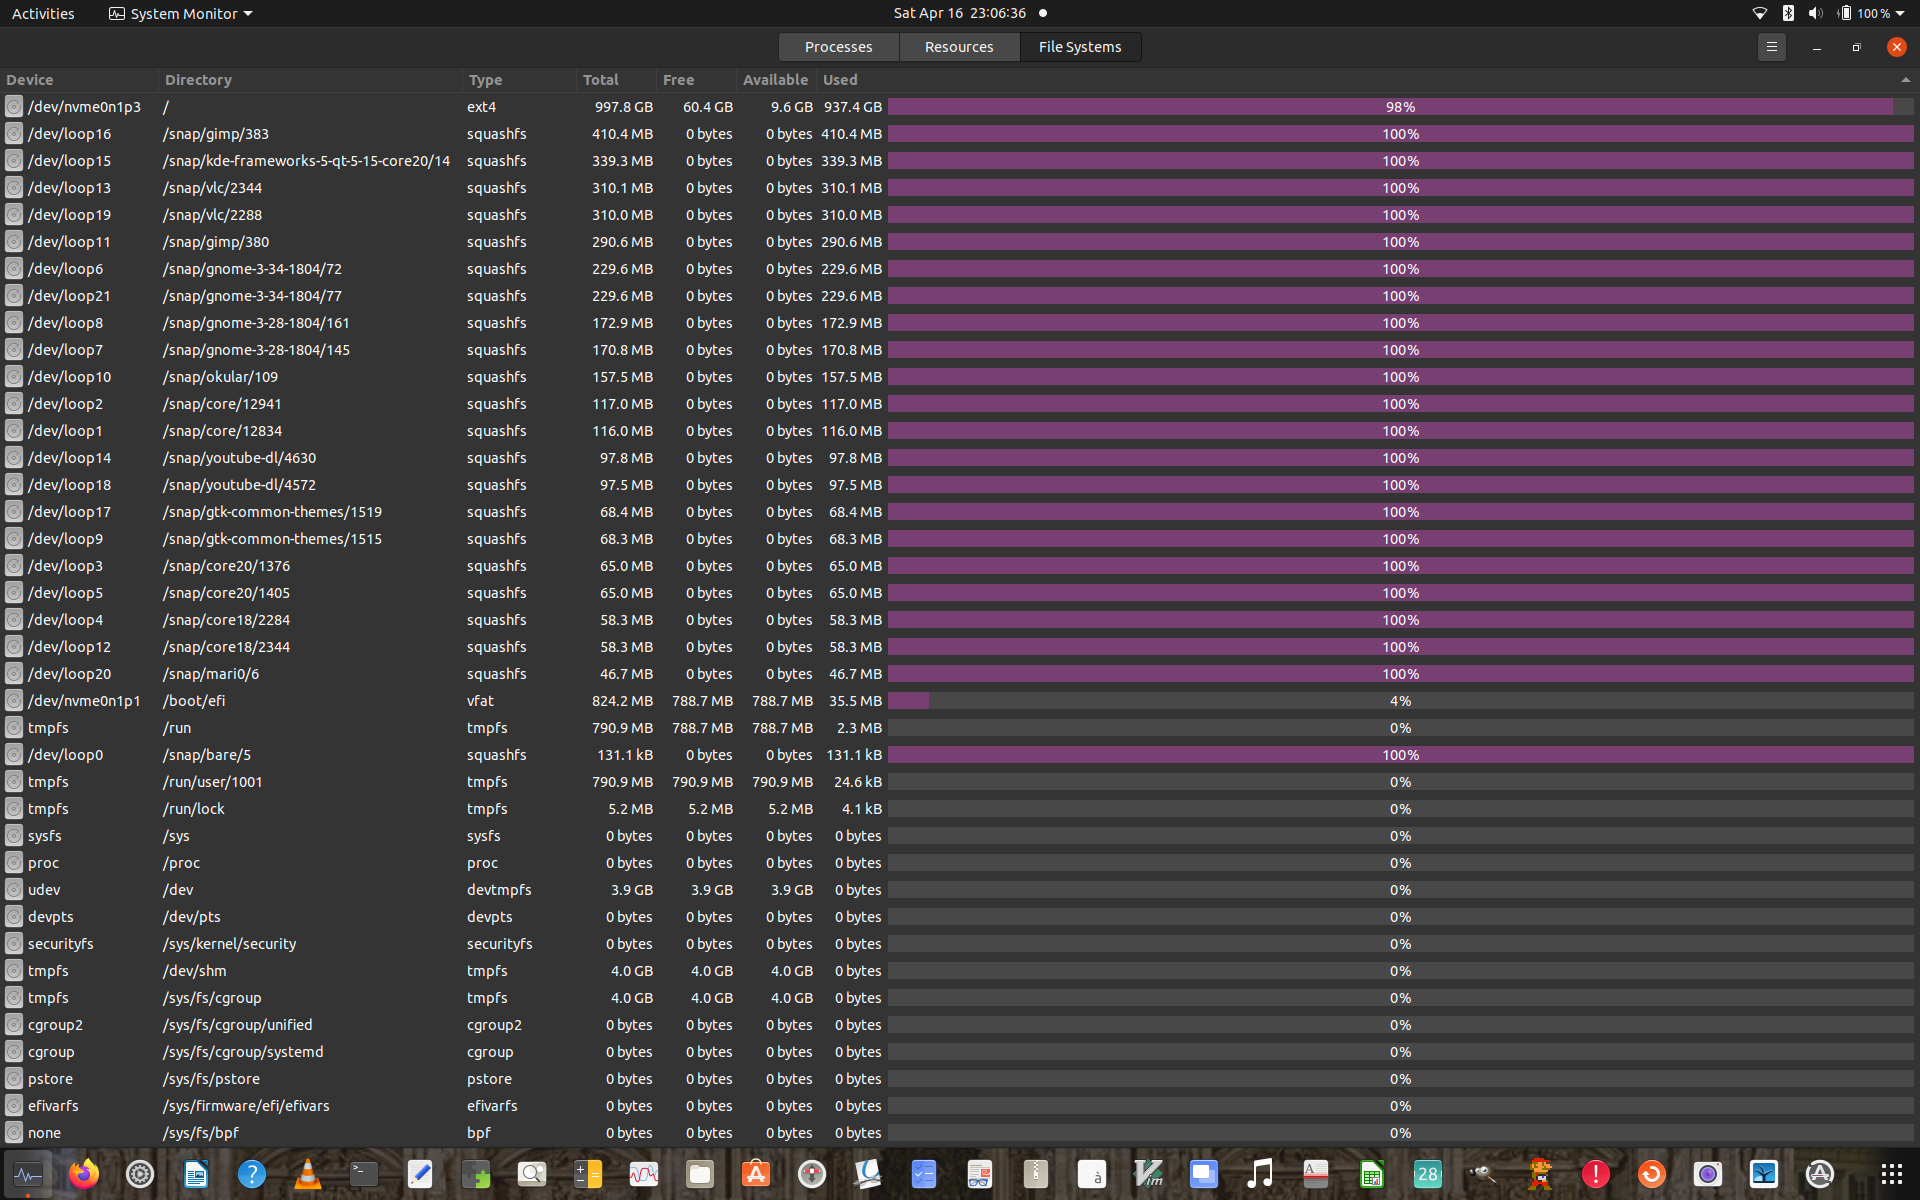 Activities System Monitor Sat Apr 16 23:06:36 100 %
Processes Resources File Systems
Device Directory Type Total Free Available Used
/dev/nvme0n1p3 / ext4 997.8 GB 60.4 GB 9.6 GB 937.4 GB 98%
/dev/loop16 /snap/gimp/383 squashfs 410.4 MB 0 bytes 0 bytes 410.4 MB 100%
/dev/loop15 /snap/kde-frameworks-5-qt-5-15-core20/14 squashfs 339.3 MB 0 bytes 0 bytes 339.3 MB 100%
/dev/loop13 /snap/vlc/2344 squashfs 310.1 MB 0 bytes 0 bytes 310.1 MB 100%
/dev/loop19 /snap/vlc/2288 squashfs 310.0 MB 0 bytes 0 bytes 310.0 MB 100%
/dev/loop11 /snap/gimp/380 squashfs 290.6 MB 0 bytes 0 bytes 290.6 MB 100%
/dev/loop6 /snap/gnome-3-34-1804/72 squashfs 229.6 MB 0 bytes 0 bytes 229.6 MB 100%
/dev/loop21 /snap/gnome-3-34-1804/77 squashfs 229.6 MB 0 bytes 0 bytes 229.6 MB 100%
/dev/loop8 /snap/gnome-3-28-1804/161 squashfs 172.9 MB 0 bytes 0 bytes 172.9 MB 100%
/dev/loop7 /snap/gnome-3-28-1804/145 squashfs 170.8 MB 0 bytes 0 bytes 170.8 MB 100%
/dev/loop10 /snap/okular/109 squashfs 157.5 MB 0 bytes 0 bytes 157.5 MB 100%
/dev/loop2 /snap/core/12941 squashfs 117.0 MB 0 bytes 0 bytes 117.0 MB 100%
/dev/loop1 /snap/core/12834 squashfs 116.0 MB 0 bytes 0 bytes 116.0 MB 100%
/dev/loop14 /snap/youtube-dl/4630 squashfs 97.8 MB 0 bytes 0 bytes 97.8 MB 100%
/dev/loop18 /snap/youtube-dl/4572 squashfs 97.5 MB 0 bytes 0 bytes 97.5 MB 100%
/dev/loop17 /snap/gtk-common-themes/1519 squashfs 68.4 MB 0 bytes 0 bytes 68.4 MB 100%
/dev/loop9 /snap/gtk-common-themes/1515 squashfs 68.3 MB 0 bytes 0 bytes 68.3 MB 100%
/dev/loop3 /snap/core20/1376 squashfs 65.0 MB 0 bytes 0 bytes 65.0 MB 100%
/dev/loop5 /snap/core20/1405 squashfs 65.0 MB 0 bytes 0 bytes 65.0 MB 100%
/dev/loop4 /snap/core18/2284 squashfs 58.3 MB 0 bytes 0 bytes 58.3 MB 100%
/dev/loop12 /snap/core18/2344 squashfs 58.3 MB 0 bytes 0 bytes 58.3 MB 100%
/dev/loop20 /snap/mari0/6 squashfs 46.7 MB 0 bytes 0 bytes 46.7 MB 100%
/dev/nvme0n1p1 /boot/efi vfat 824.2 MB 788.7 MB 788.7 MB 35.5 MB 4%
tmpfs /run tmpfs 790.9 MB 788.7 MB 788.7 MB 2.3 MB 0%
/dev/loop0 /snap/bare/5 squashfs 131.1 kB 0 bytes 0 bytes 131.1 kB 100%
tmpfs /run/user/1001 tmpfs 790.9 MB 790.9 MB 790.9 MB 24.6 kB 0%
tmpfs /run/lock tmpfs 5.2 MB 5.2 MB 5.2 MB 4.1 kB 0%
sysfs /sys sysfs 0 bytes 0 bytes 0 bytes 0 bytes 0%
proc /proc proc 0 bytes 0 bytes 0 bytes 0 bytes 0%
udev /dev devtmpfs 3.9 GB 3.9 GB 3.9 GB 0 bytes 0%
devpts /dev/pts devpts 0 bytes 0 bytes 0 bytes 0 bytes 0%
securityfs /sys/kernel/security securityfs 0 bytes 0 bytes 0 bytes 0 bytes 0%
tmpfs /dev/shm tmpfs 4.0 GB 4.0 GB 4.0 GB 0 bytes 0%
tmpfs /sys/fs/cgroup tmpfs 4.0 GB 4.0 GB 4.0 GB 0 bytes 0%
cgroup2 /sys/fs/cgroup/unified cgroup2 0 bytes 0 bytes 0 bytes 0 bytes 0%
cgroup /sys/fs/cgroup/systemd cgroup 0 bytes 0 bytes 0 bytes 0 bytes 0%
pstore /sys/fs/pstore pstore 0 bytes 0 bytes 0 bytes 0 bytes 0%
efivarfs /sys/firmware/efi/efivars efivarfs 0 bytes 0 bytes 0 bytes 0 bytes 0%
none /sys/fs/bpf bpf 0 bytes 0 bytes 0 bytes 0 bytes 0%
? >_ à Vim A 28 !